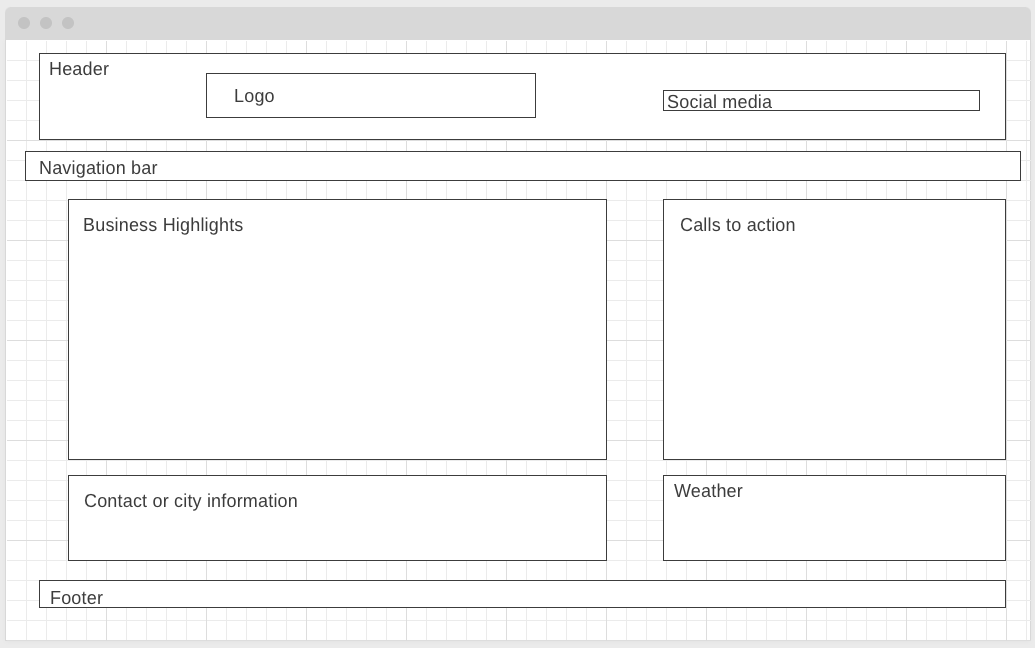 Header
Logo
Social media
Navigation bar
Business Highlights
Calls to action
Contact or city information
Weather
Footer